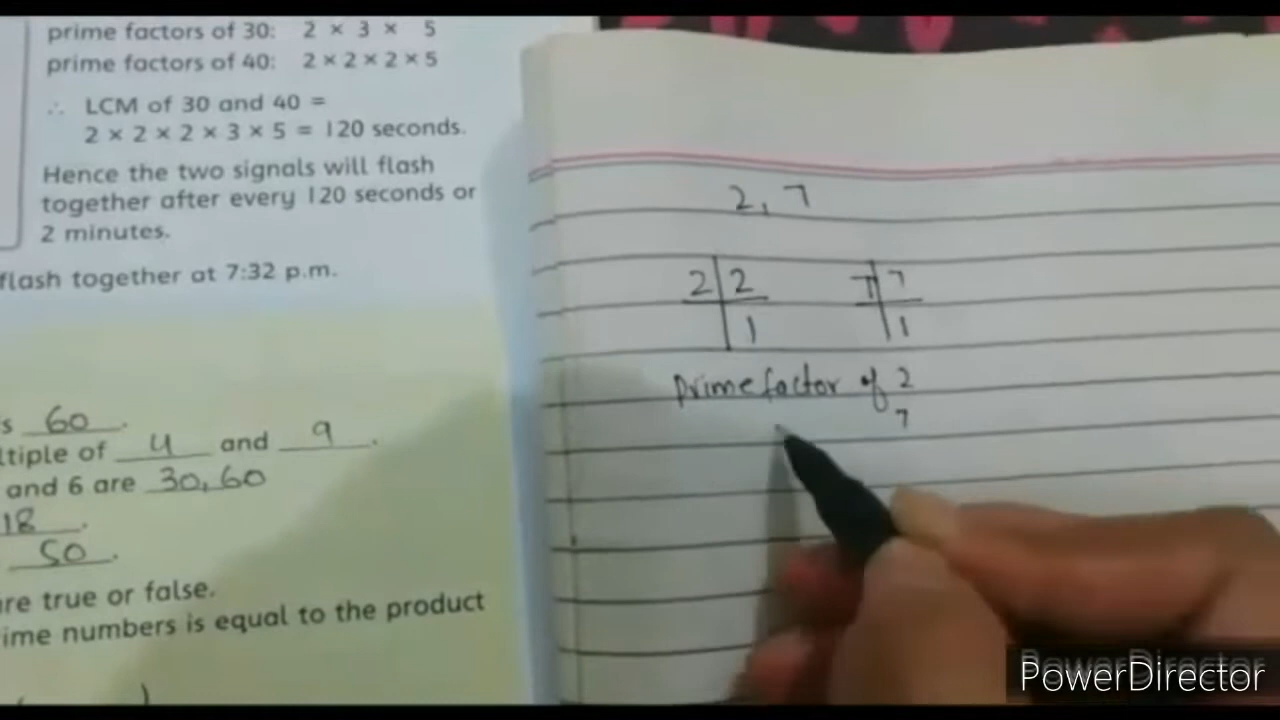 prime factors of 30: 2 × 3 × 5
prime factors of 40: 2 × 2 × 2 × 5
∴ LCM of 30 and 40 =
2 × 2 × 2 × 3 × 5 = 120 seconds.
Hence the two signals will flash
together after every 120 seconds or
2 minutes.
flash together at 7:32 p.m.
s 60.
ltiple of 4 and 9.
and 6 are 30, 60
18.
50.
are true or false.
ime numbers is equal to the product
2, 7
2 | 2 7 | 7
1 1
Prime factor of 2
7
PowerDirector